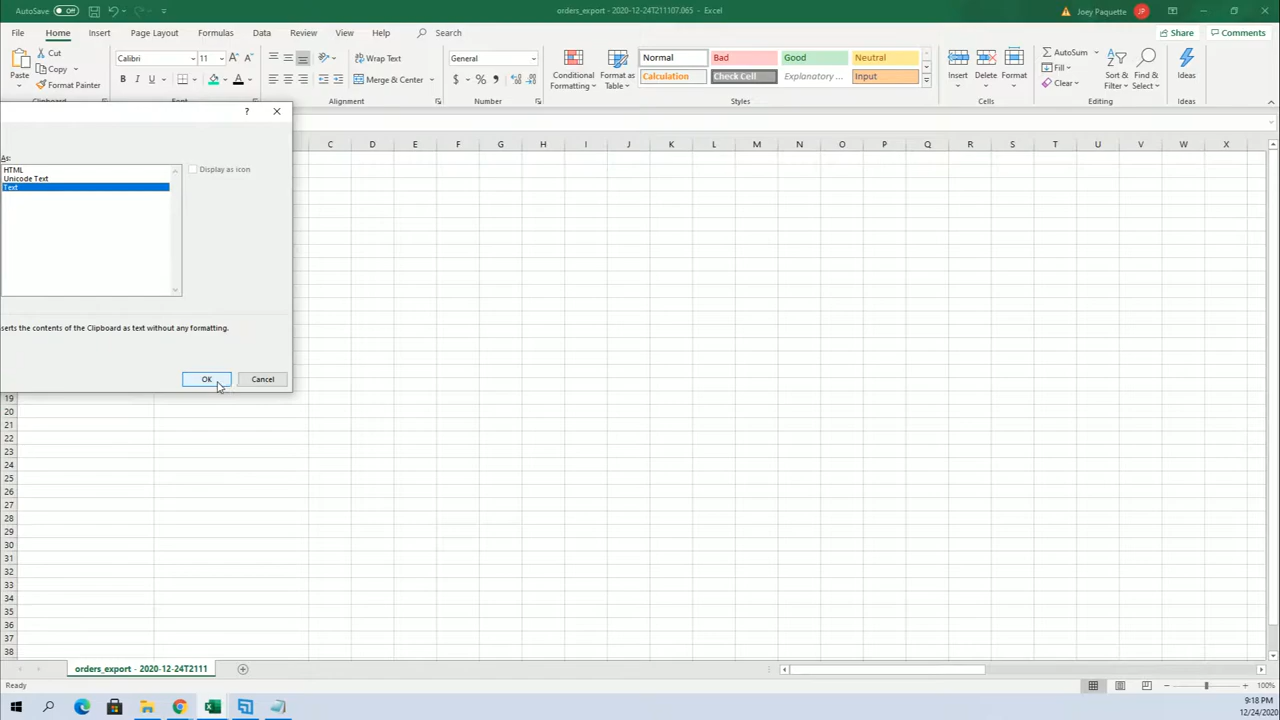 AutoSave Off
orders_export - 2020-12-24T211107.065 - Excel
Joey Paquette JP
File Home Insert Page Layout Formulas Data Review View Help Search
Share Comments
Paste
Cut
Copy
Format Painter
Clipboard
Calibri 11
B I U
Font
Wrap Text
Merge & Center
Alignment
General
$ %
Number
Conditional Formatting
Format as Table
Normal Bad Good Neutral
Calculation Check Cell Explanatory ... Input
Styles
Insert Delete Format
Cells
AutoSum
Fill
Clear
Sort & Filter
Find & Select
Editing
Ideas
Ideas
? ×
As:
HTML
Unicode Text
Text
Display as icon
serts the contents of the Clipboard as text without any formatting.
OK Cancel
C D E F G H I J K L M N O P Q R S T U V W X
19
20
21
22
23
24
25
26
27
28
29
30
31
32
33
34
35
36
37
38
orders_export - 2020-12-24T2111
Ready
100%
9:18 PM
12/24/2020